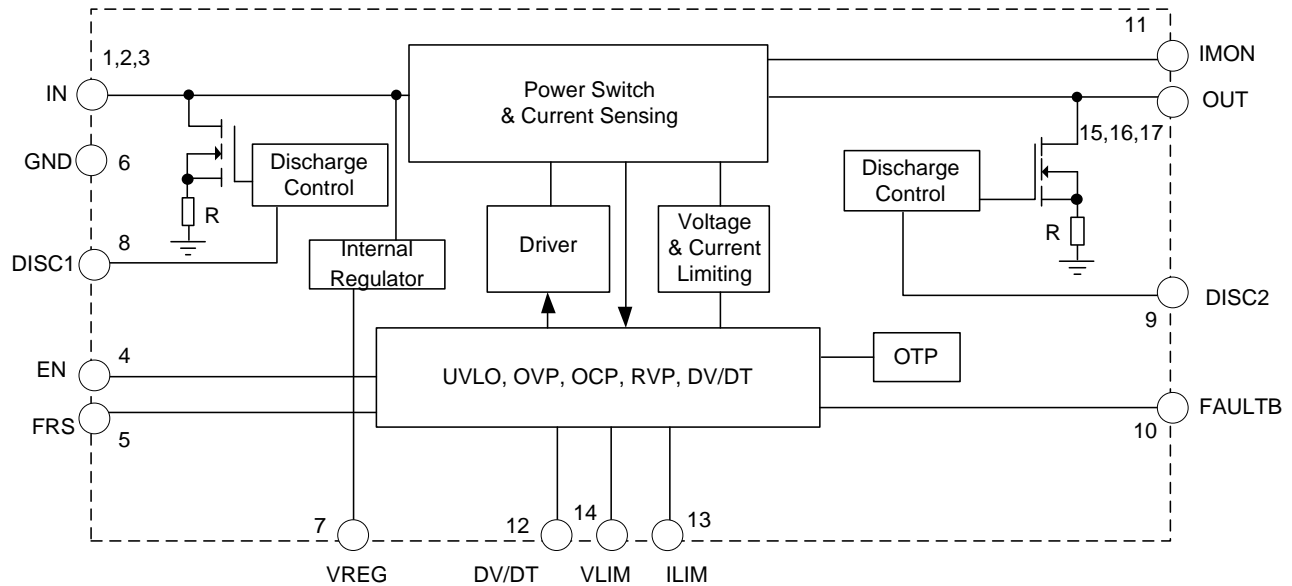 11
1,2,3
IMON
IN
Power Switch
& Current Sensing
OUT
15,16,17
GND
6
Discharge
Control
Discharge
Control
R
R
8
DISC1
Internal
Regulator
Driver
Voltage
& Current
Limiting
DISC2
9
4
EN
UVLO, OVP, OCP, RVP, DV/DT
OTP
FRS
5
FAULTB
10
7
12
14
13
VREG
DV/DT
VLIM
ILIM